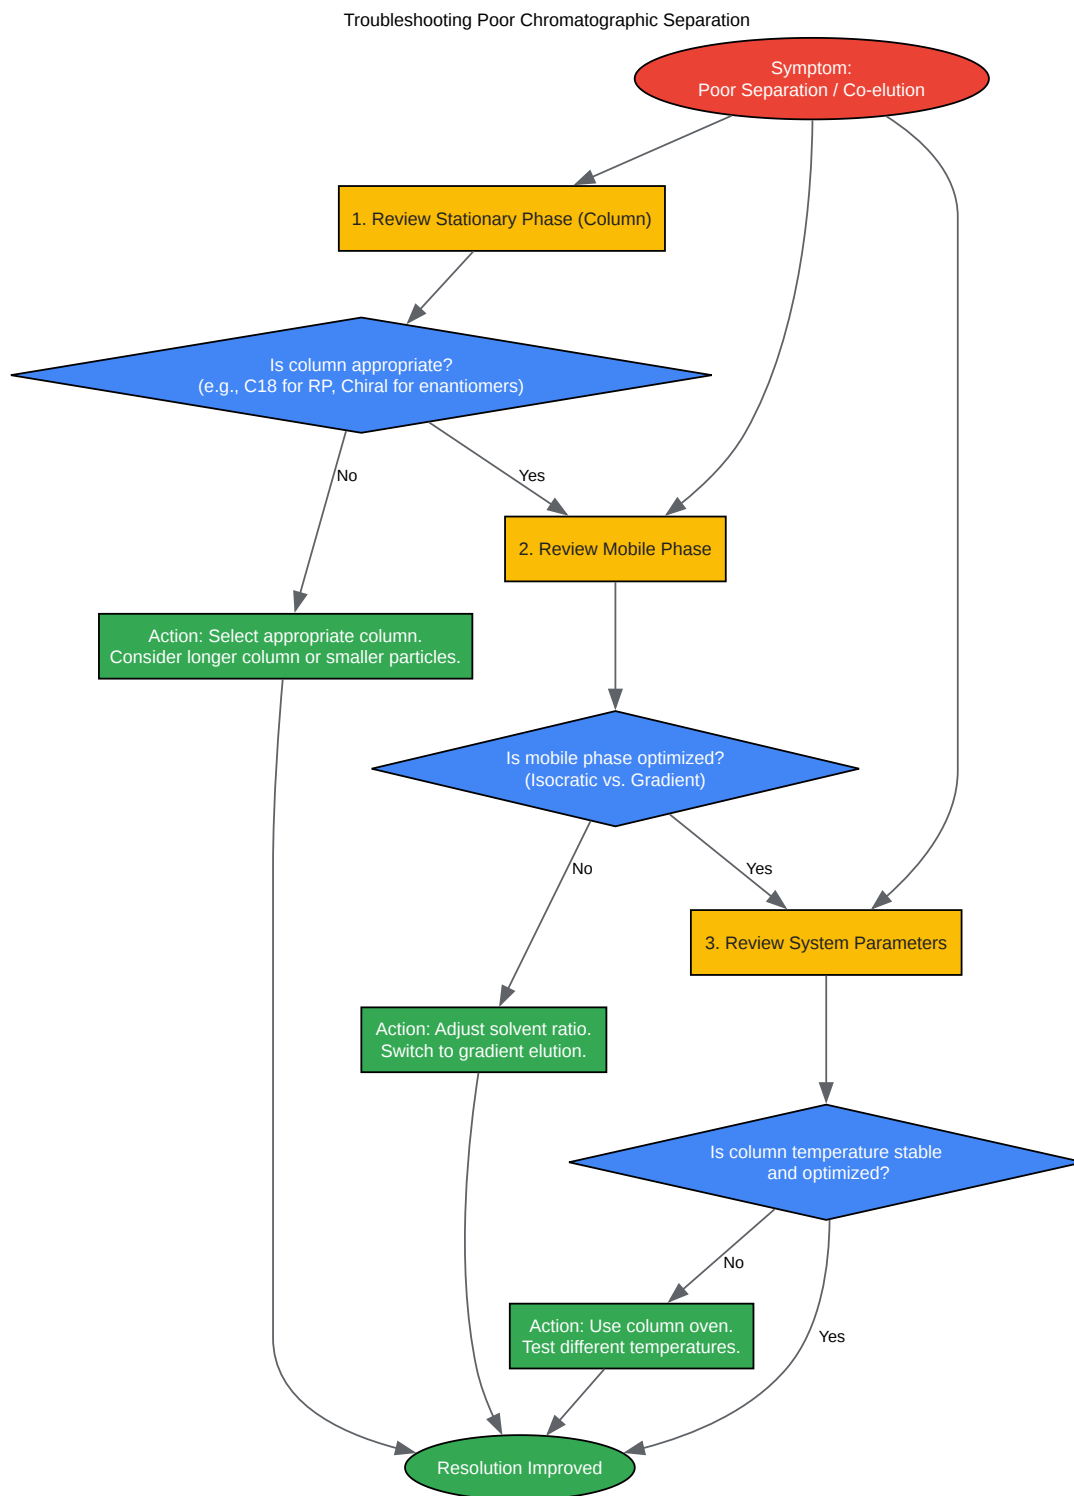 Troubleshooting Poor Chromatographic Separation
Symptom:
Poor Separation / Co-elution
1. Review Stationary Phase (Column)
Is column appropriate?
(e.g., C18 for RP, Chiral for enantiomers)
No
Yes
2. Review Mobile Phase
Action: Select appropriate column.
Consider longer column or smaller particles.
Is mobile phase optimized?
(Isocratic vs. Gradient)
No
Yes
3. Review System Parameters
Action: Adjust solvent ratio.
Switch to gradient elution.
Is column temperature stable
and optimized?
No
Yes
Action: Use column oven.
Test different temperatures.
Resolution Improved